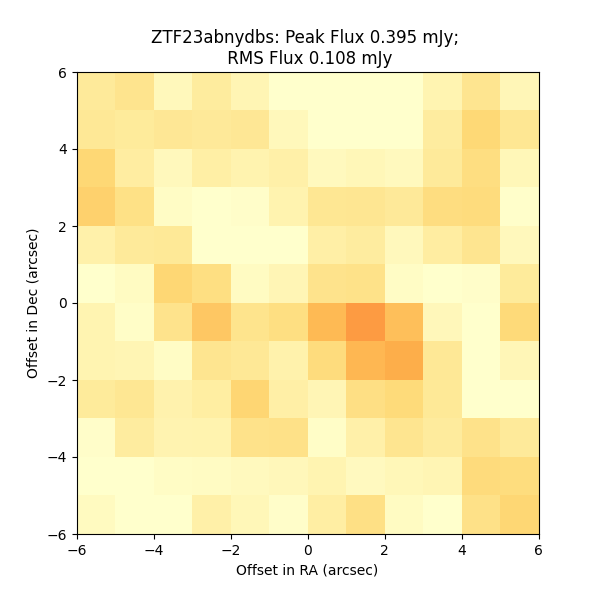 ZTF23abnydbs: Peak Flux 0.395 mJy;
RMS Flux 0.108 mJy
6
4
2
0
−2
−4
−6
Offset in Dec (arcsec)
−6 −4 −2 0 2 4 6
Offset in RA (arcsec)